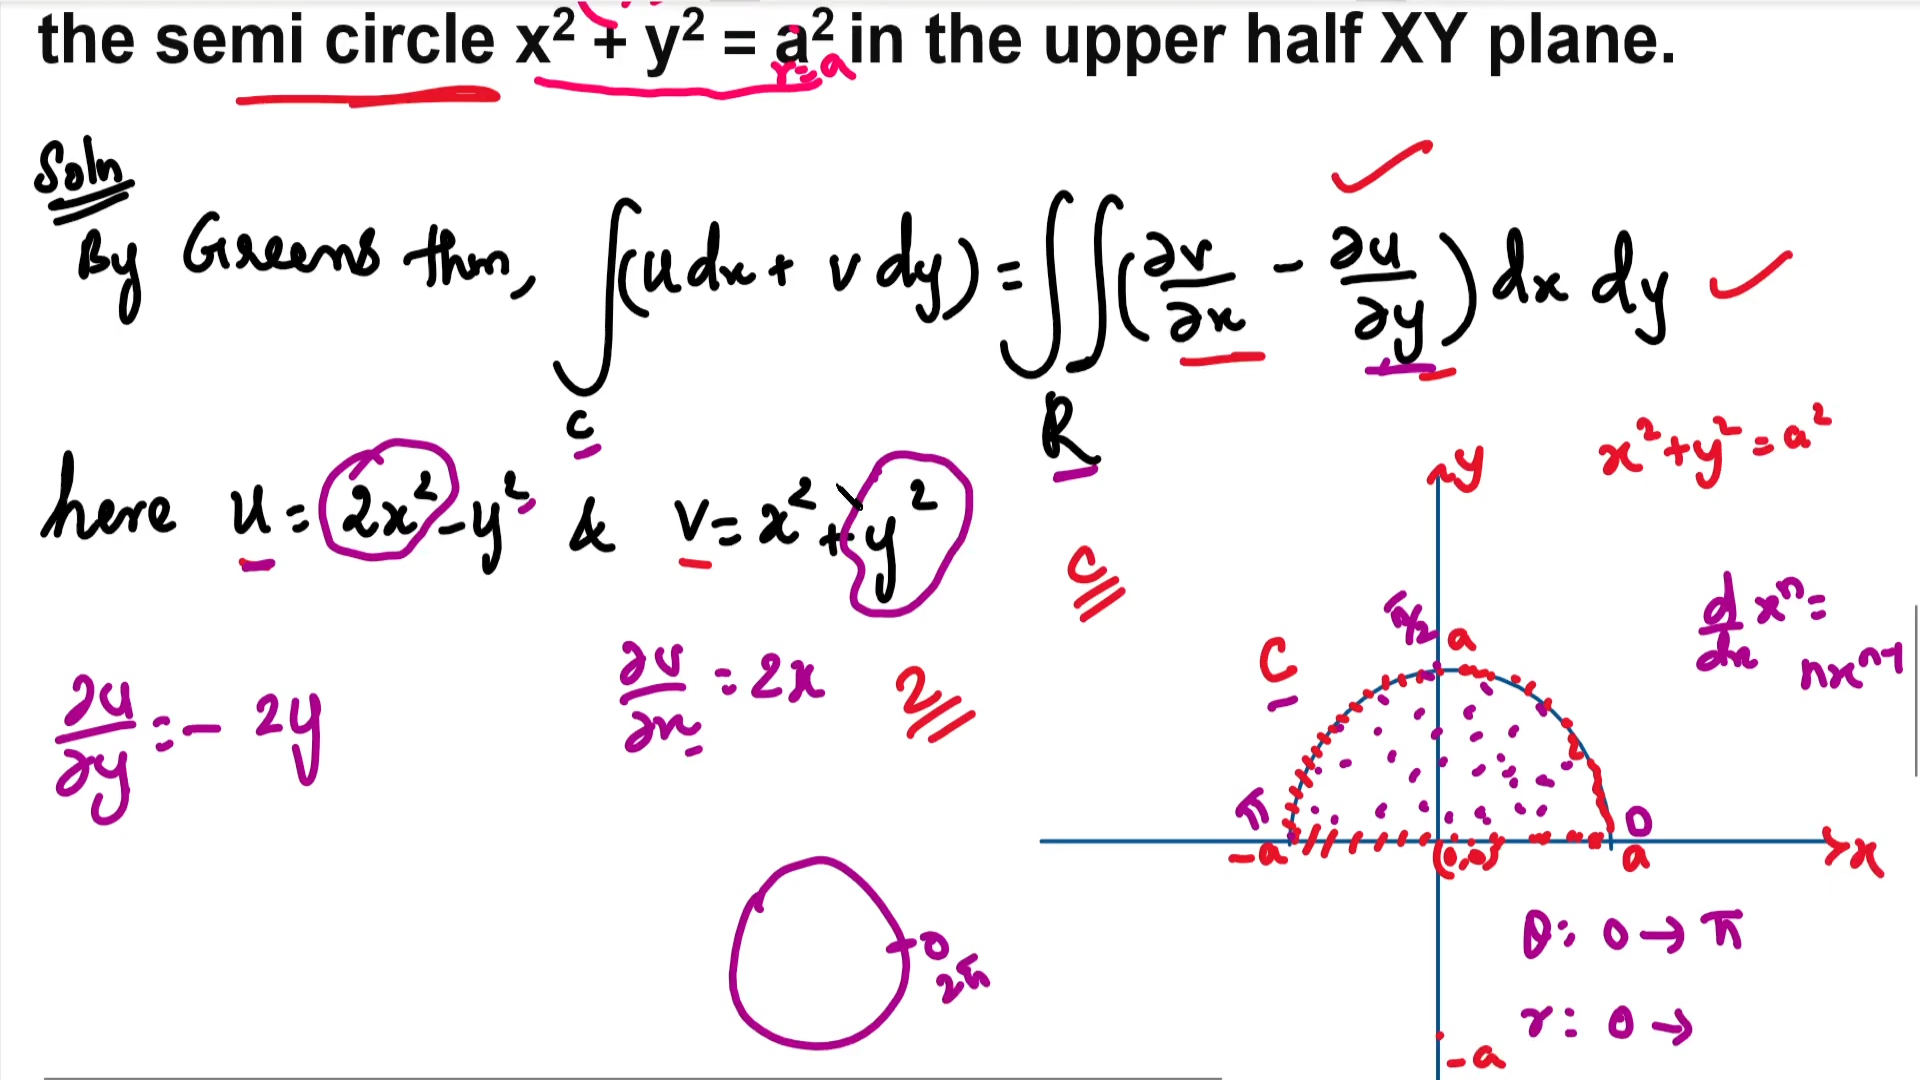 the semi circle x² + y² = a² in the upper half XY plane.
r=a
Soln
By Greens thm, ∫(u dx + v dy) = ∫∫(∂v/∂x - ∂u/∂y) dx dy
C R
x²+y²=a²
here u = 2x²-y² & v = x²+y²
∂u/∂y = - 2y ∂v/∂x = 2x 2
C
y
d/dx xⁿ = nxⁿ⁻¹
π/2 a
C
π 0
-a (0,0) a x
0
2π
θ: 0 → π
r: 0 →
-a